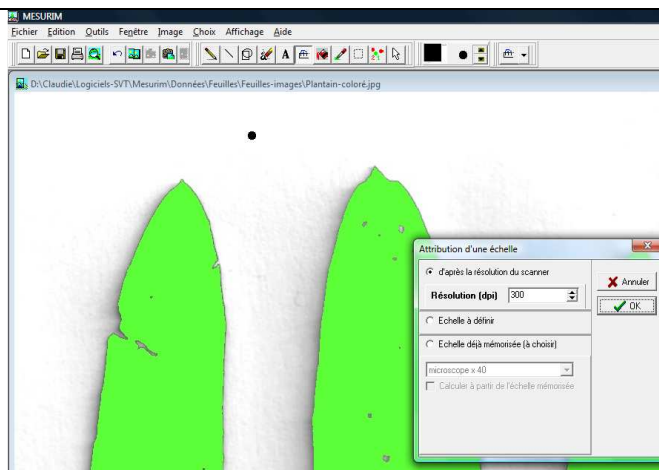 MESURIM
Fichier Edition Outils Fenêtre Image Choix Affichage Aide
A
D:\Claudie\Logiciels-SVT\Mesurim\Données\Feuilles\Feuilles-images\Plantain-coloré.jpg
Attribution d'une échelle
d'après la résolution du scanner
Résolution (dpi) 300
Echelle à définir
Echelle déjà mémorisée (à choisir)
microscope x 40
Calculer à partir de l'échelle mémorisée
Annuler
OK